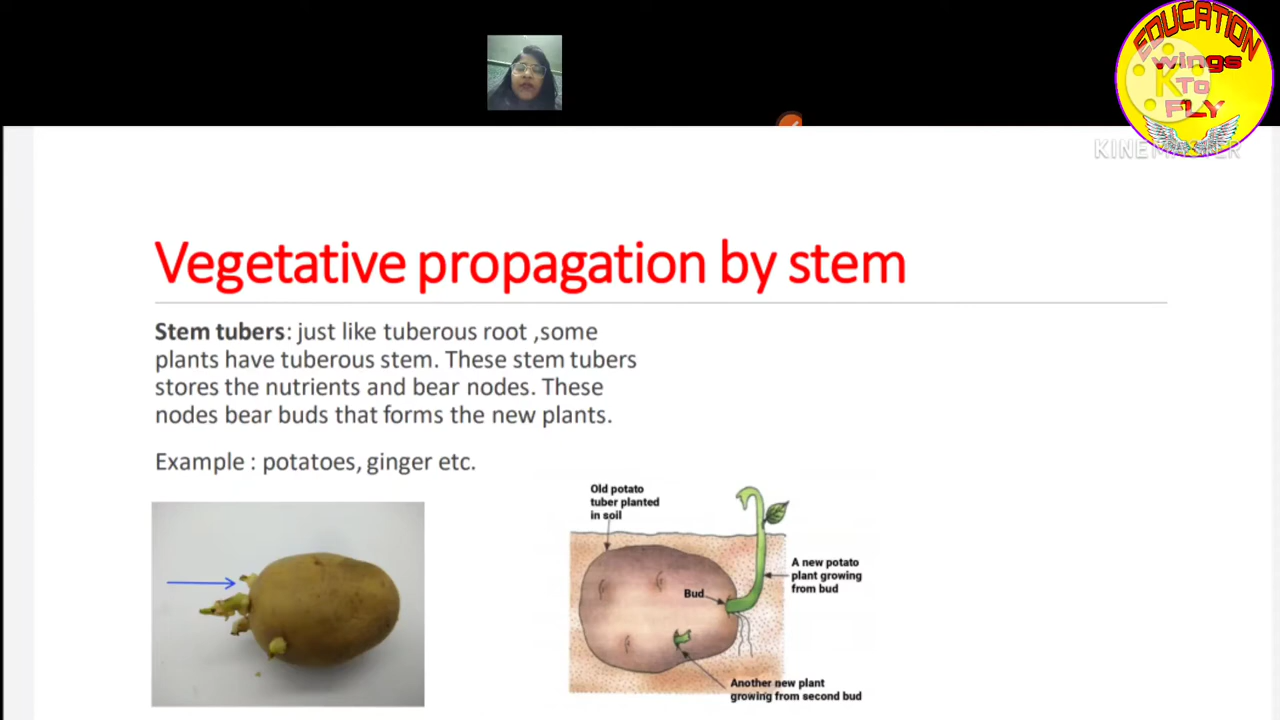 EDUCATION
wings
To
FLY
KINEMASTER
Vegetative propagation by stem
Stem tubers: just like tuberous root ,some
plants have tuberous stem. These stem tubers
stores the nutrients and bear nodes. These
nodes bear buds that forms the new plants.
Example : potatoes, ginger etc.
Old potato
tuber planted
in soil
Bud
A new potato
plant growing
from bud
Another new plant
growing from second bud